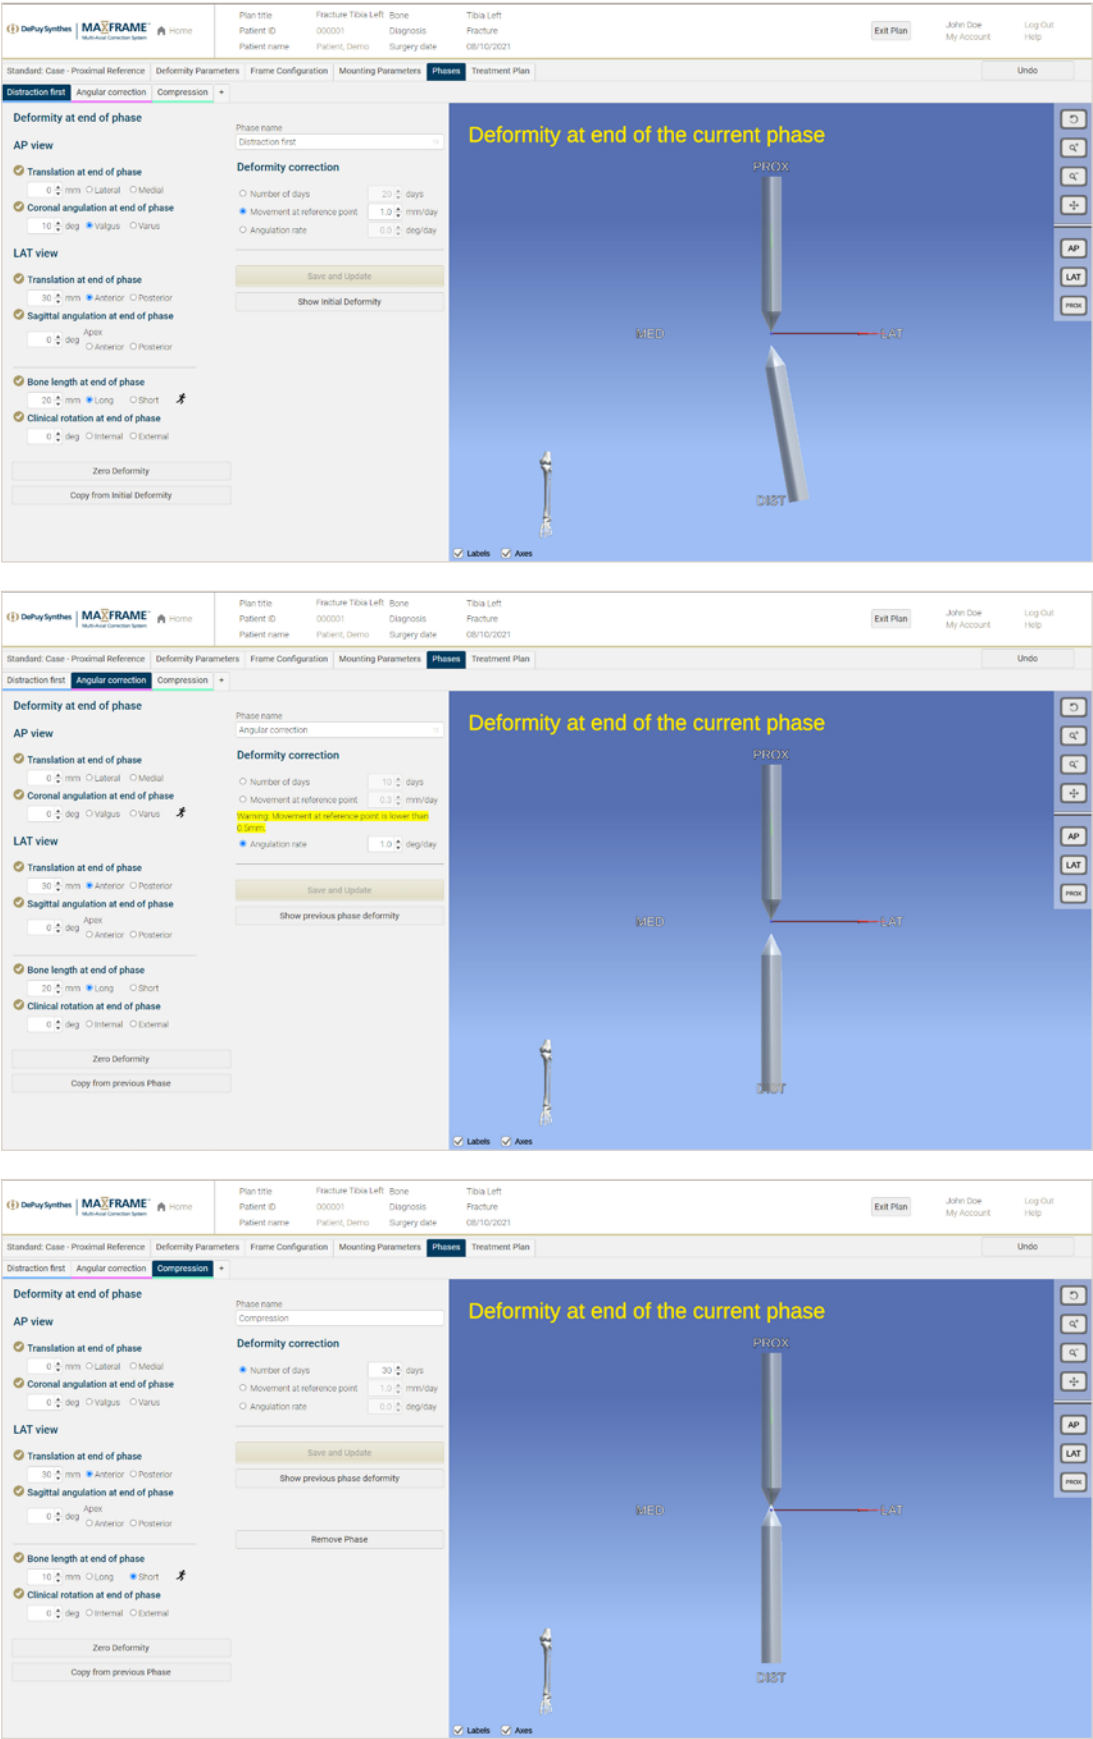 DePuy Synthes MAXFRAME™ Multi-Axial Correction System Home
Plan title Fracture Tibia Left Bone Tibia Left
Patient ID 000001 Diagnosis Fracture
Patient name Patient, Demo Surgery date 08/10/2021
Exit Plan
John Doe Log Out
My Account Help
Standard: Case - Proximal Reference Deformity Parameters Frame Configuration Mounting Parameters Phases Treatment Plan Undo
Distraction first Angular correction Compression +
Deformity at end of phase
AP view
Translation at end of phase
0 mm Lateral Medial
Coronal angulation at end of phase
10 deg Valgus Varus
LAT view
Translation at end of phase
30 mm Anterior Posterior
Sagittal angulation at end of phase
Apex
0 deg Anterior Posterior
Bone length at end of phase
20 mm Long Short
Clinical rotation at end of phase
0 deg Internal External
Zero Deformity
Copy from Initial Deformity
Phase name
Distraction first
Deformity correction
Number of days 20 days
Movement at reference point 1.0 mm/day
Angulation rate 0.0 deg/day
Save and Update
Show Initial Deformity
Deformity at end of the current phase
PROX
MED LAT
DIST
Labels Axes
AP
LAT
PROX
DePuy Synthes MAXFRAME™ Multi-Axial Correction System Home
Plan title Fracture Tibia Left Bone Tibia Left
Patient ID 000001 Diagnosis Fracture
Patient name Patient, Demo Surgery date 08/10/2021
Exit Plan
John Doe Log Out
My Account Help
Standard: Case - Proximal Reference Deformity Parameters Frame Configuration Mounting Parameters Phases Treatment Plan Undo
Distraction first Angular correction Compression +
Deformity at end of phase
AP view
Translation at end of phase
0 mm Lateral Medial
Coronal angulation at end of phase
0 deg Valgus Varus
LAT view
Translation at end of phase
30 mm Anterior Posterior
Sagittal angulation at end of phase
Apex
0 deg Anterior Posterior
Bone length at end of phase
20 mm Long Short
Clinical rotation at end of phase
0 deg Internal External
Zero Deformity
Copy from previous Phase
Phase name
Angular correction
Deformity correction
Number of days 10 days
Movement at reference point 0.3 mm/day
Warning: Movement at reference point is lower than
0.5mm.
Angulation rate 1.0 deg/day
Save and Update
Show previous phase deformity
Deformity at end of the current phase
PROX
MED LAT
DIST
Labels Axes
AP
LAT
PROX
DePuy Synthes MAXFRAME™ Multi-Axial Correction System Home
Plan title Fracture Tibia Left Bone Tibia Left
Patient ID 000001 Diagnosis Fracture
Patient name Patient, Demo Surgery date 08/10/2021
Exit Plan
John Doe Log Out
My Account Help
Standard: Case - Proximal Reference Deformity Parameters Frame Configuration Mounting Parameters Phases Treatment Plan Undo
Distraction first Angular correction Compression +
Deformity at end of phase
AP view
Translation at end of phase
0 mm Lateral Medial
Coronal angulation at end of phase
0 deg Valgus Varus
LAT view
Translation at end of phase
30 mm Anterior Posterior
Sagittal angulation at end of phase
Apex
0 deg Anterior Posterior
Bone length at end of phase
10 mm Long Short
Clinical rotation at end of phase
0 deg Internal External
Zero Deformity
Copy from previous Phase
Phase name
Compression
Deformity correction
Number of days 30 days
Movement at reference point 1.0 mm/day
Angulation rate 0.0 deg/day
Save and Update
Show previous phase deformity
Remove Phase
Deformity at end of the current phase
PROX
MED LAT
DIST
Labels Axes
AP
LAT
PROX